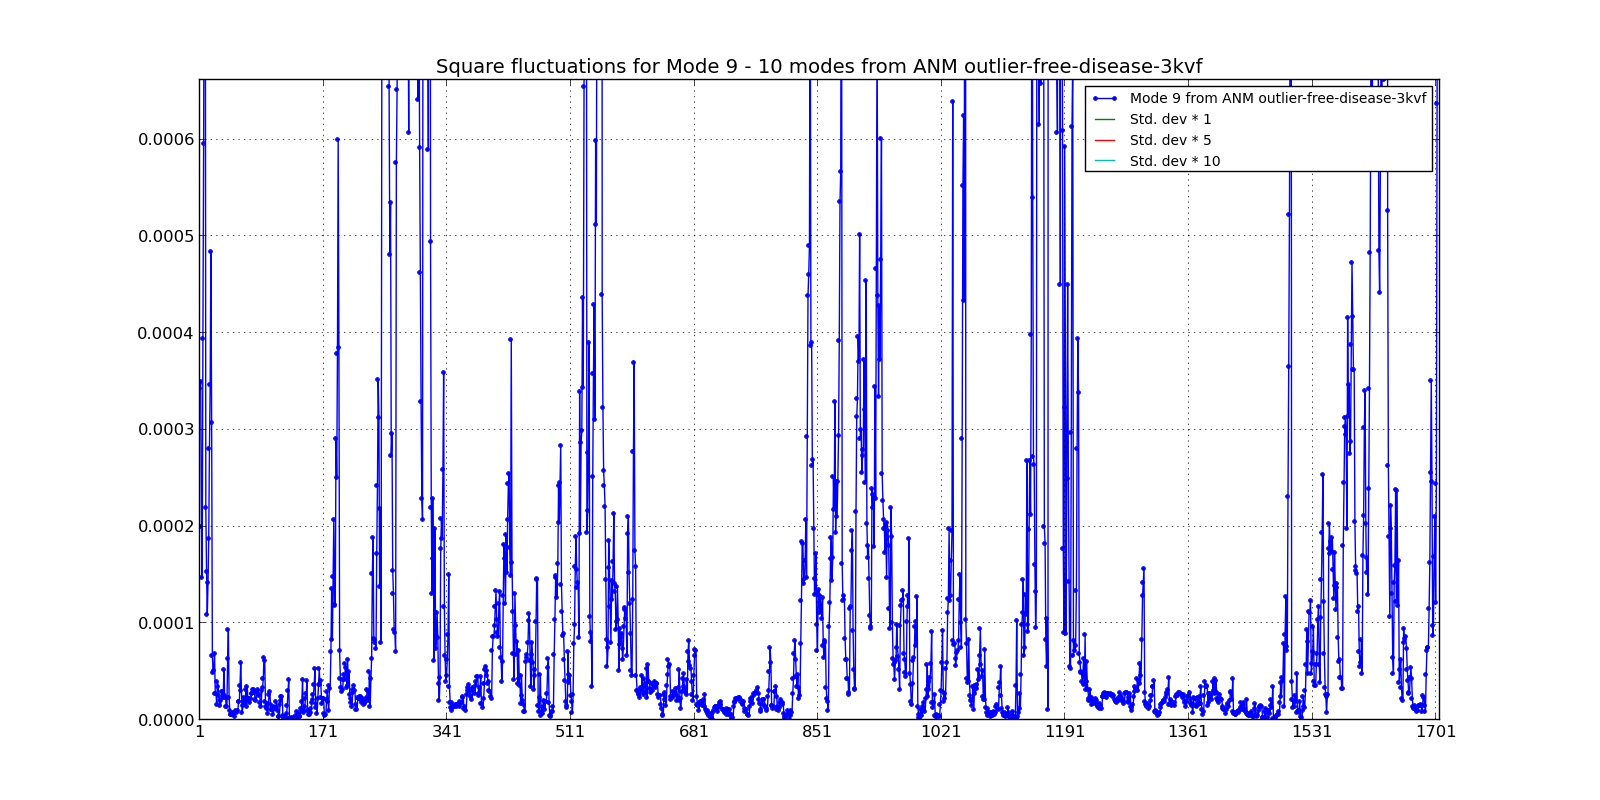 Square fluctuations for Mode 9 - 10 modes from ANM outlier-free-disease-3kvf
Mode 9 from ANM outlier-free-disease-3kvf
Std. dev * 1
Std. dev * 5
Std. dev * 10
0.0006
0.0005
0.0004
0.0003
0.0002
0.0001
0.0000
1 171 341 511 681 851 1021 1191 1361 1531 1701